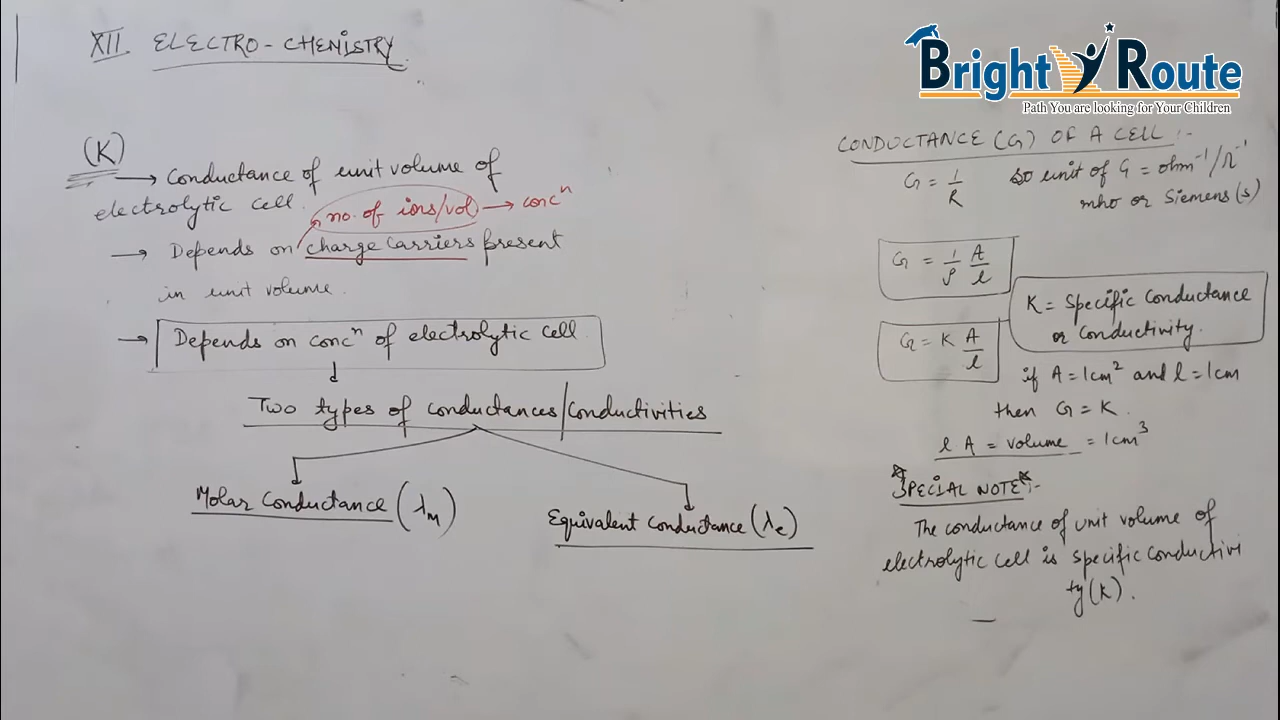 XII. ELECTRO-CHEMISTRY
Bright Route
Path You are looking for Your Children
(K)
→ Conductance of unit volume of
electrolytic cell.
no. of ions/vol → concⁿ
→ Depends on charge carriers present
in unit volume.
→ Depends on concⁿ of electrolytic cell
Two types of conductances/conductivities
Molar Conductance (λm)
Equivalent Conductance (λe)
CONDUCTANCE (G) OF A CELL :-
G = 1/R so unit of G = ohm⁻¹/Ω⁻¹
mho or Siemens (s)
G = 1/ρ A/l
K = Specific Conductance
or Conductivity.
G = K A/l
if A = 1cm² and l = 1cm
then G = K.
l A = volume = 1cm³
*SPECIAL NOTE*:-
The conductance of unit volume of
electrolytic cell is specific conductivi
ty (K).